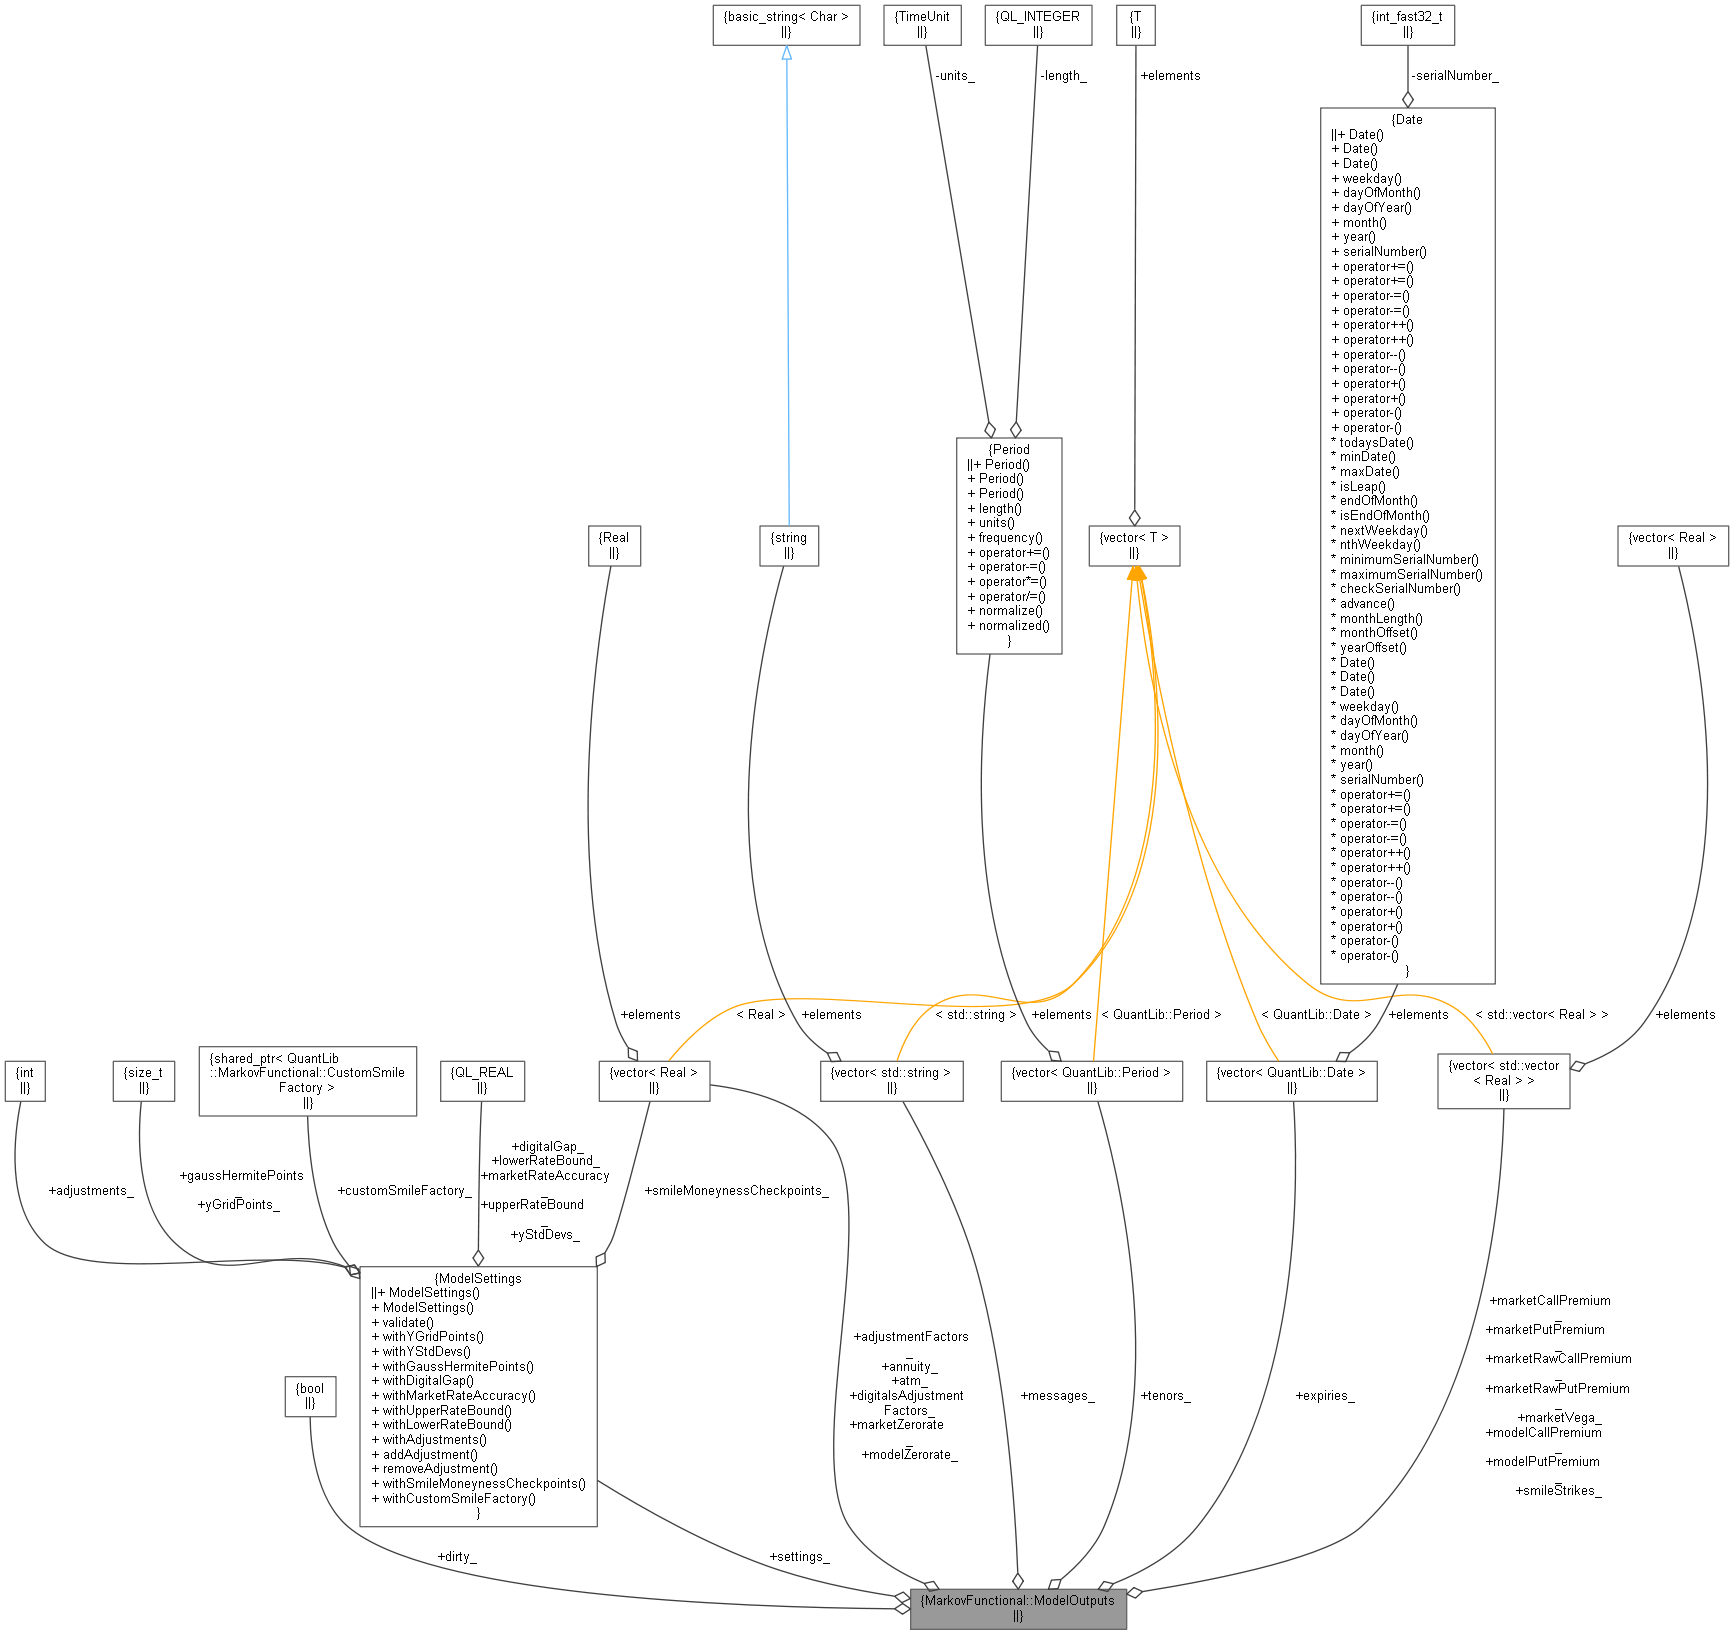 {basic_string< Char >
||}
{TimeUnit
||}
{QL_INTEGER
||}
{T
||}
{int_fast32_t
||}
-units_
-length_
+elements
-serialNumber_
{Date
||+ Date()
+ Date()
+ Date()
+ weekday()
+ dayOfMonth()
+ dayOfYear()
+ month()
+ year()
+ serialNumber()
+ operator+=()
+ operator+=()
+ operator-=()
+ operator-=()
+ operator++()
+ operator++()
+ operator--()
+ operator--()
+ operator+()
+ operator+()
+ operator-()
+ operator-()
* todaysDate()
* minDate()
* maxDate()
* isLeap()
* endOfMonth()
* isEndOfMonth()
* nextWeekday()
* nthWeekday()
* minimumSerialNumber()
* maximumSerialNumber()
* checkSerialNumber()
* advance()
* monthLength()
* monthOffset()
* yearOffset()
* Date()
* Date()
* Date()
* weekday()
* dayOfMonth()
* dayOfYear()
* month()
* year()
* serialNumber()
* operator+=()
* operator+=()
* operator-=()
* operator-=()
* operator++()
* operator++()
* operator--()
* operator--()
* operator+()
* operator+()
* operator-()
* operator-()
}
{Period
||+ Period()
+ Period()
+ Period()
+ length()
+ units()
+ frequency()
+ operator+=()
+ operator-=()
+ operator*=()
+ operator/=()
+ normalize()
+ normalized()
}
{Real
||}
{string
||}
{vector< T >
||}
{vector< Real >
||}
+elements
< Real >
+elements
< std::string >
+elements
< QuantLib::Period >
< QuantLib::Date >
+elements
< std::vector< Real > >
+elements
{int
||}
{size_t
||}
{shared_ptr< QuantLib
::MarkovFunctional::CustomSmile
Factory >
||}
{QL_REAL
||}
{vector< Real >
||}
{vector< std::string >
||}
{vector< QuantLib::Period >
||}
{vector< QuantLib::Date >
||}
{vector< std::vector
< Real > >
||}
+adjustments_
+gaussHermitePoints
_
+yGridPoints_
+customSmileFactory_
+digitalGap_
+lowerRateBound_
+marketRateAccuracy
_
+upperRateBound
_
+yStdDevs_
+smileMoneynessCheckpoints_
{ModelSettings
||+ ModelSettings()
+ ModelSettings()
+ validate()
+ withYGridPoints()
+ withYStdDevs()
+ withGaussHermitePoints()
+ withDigitalGap()
+ withMarketRateAccuracy()
+ withUpperRateBound()
+ withLowerRateBound()
+ withAdjustments()
+ addAdjustment()
+ removeAdjustment()
+ withSmileMoneynessCheckpoints()
+ withCustomSmileFactory()
}
{bool
||}
+adjustmentFactors
_
+annuity_
+atm_
+digitalsAdjustment
Factors_
+marketZerorate
_
+modelZerorate_
+messages_
+tenors_
+expiries_
+marketCallPremium
_
+marketPutPremium
_
+marketRawCallPremium
_
+marketRawPutPremium
_
+marketVega_
+modelCallPremium
_
+modelPutPremium
_
+smileStrikes_
+dirty_
+settings_
{MarkovFunctional::ModelOutputs
||}